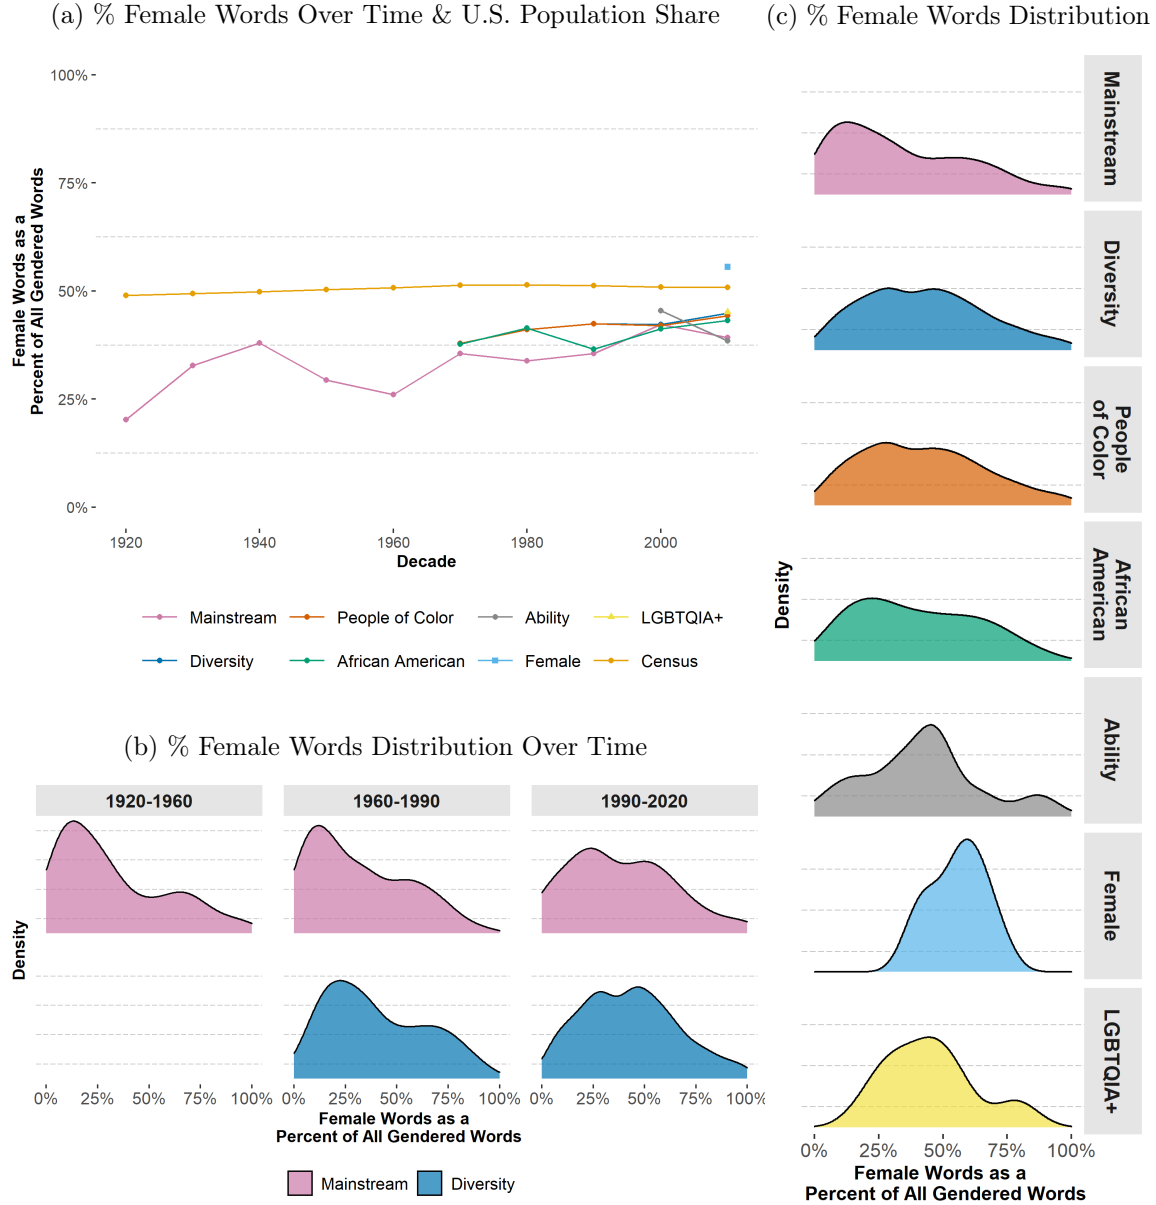 (a) % Female Words Over Time & U.S. Population Share
100%
75%
50%
25%
0%
Female Words as a
Percent of All Gendered Words
1920
1940
1960
1980
2000
Decade
Mainstream
People of Color
Ability
LGBTQIA+
Diversity
African American
Female
Census
(b) % Female Words Distribution Over Time
1920-1960
1960-1990
1990-2020
Density
0%
25%
50%
75%
100%
0%
25%
50%
75%
100%
0%
25%
50%
75%
100%
Female Words as a
Percent of All Gendered Words
Mainstream
Diversity
(c) % Female Words Distribution
Mainstream
Diversity
People
of Color
African
American
Ability
Female
LGBTQIA+
Density
0%
25%
50%
75%
100%
Female Words as a
Percent of All Gendered Words